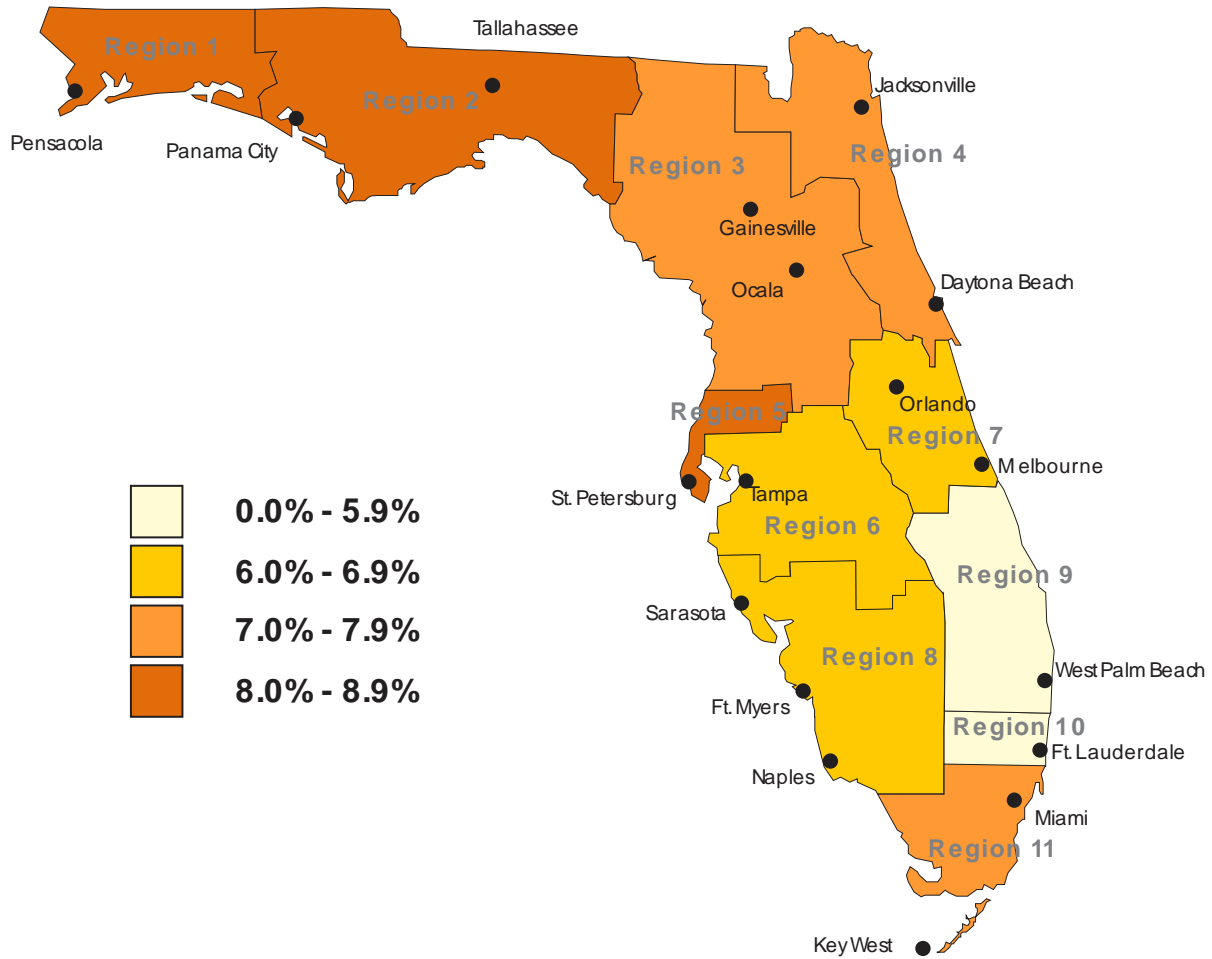 Tallahassee
Region 1
Region 2
Jacksonville
Pensacola
Panama City
Region 3
Region 4
Gainesville
Ocala
Daytona Beach
Region 5
Orlando
Region 7
Melbourne
St. Petersburg
Tampa
Region 6
0.0% - 5.9%
6.0% - 6.9%
7.0% - 7.9%
8.0% - 8.9%
Region 9
Sarasota
Region 8
West Palm Beach
Ft. Myers
Region 10
Ft. Lauderdale
Naples
Miami
Region 11
Key West